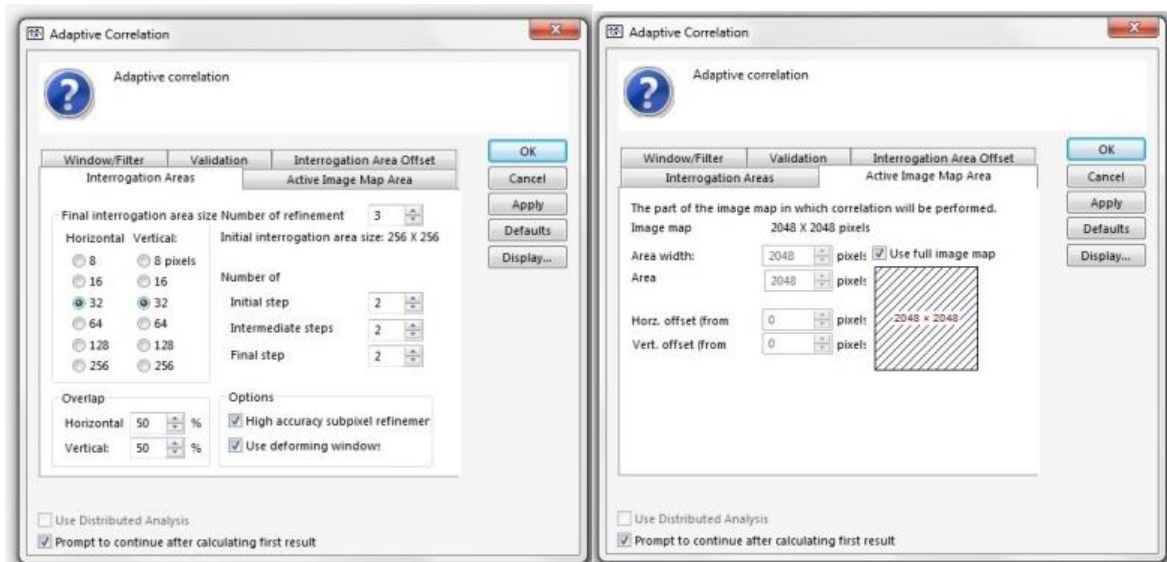 Adaptive Correlation
Adaptive correlation
Window/Filter Validation Interrogation Area Offset
Interrogation Areas Active Image Map Area
OK
Cancel
Apply
Defaults
Display...
Final interrogation area size Number of refinement 3
Horizontal Vertical: Initial interrogation area size: 256 X 256
8 8 pixels
16 16 Number of
32 32 Initial step 2
64 64 Intermediate steps 2
128 128 Final step 2
256 256
Overlap Options
Horizontal 50 % High accuracy subpixel refinemer
Vertical: 50 % Use deforming windows
Use Distributed Analysis
Prompt to continue after calculating first result
Adaptive Correlation
Adaptive correlation
Window/Filter Validation Interrogation Area Offset
Interrogation Areas Active Image Map Area
OK
Cancel
Apply
Defaults
Display...
The part of the image map in which correlation will be performed.
Image map 2048 X 2048 pixels
Area width: 2048 pixels Use full image map
Area 2048 pixels
2048 × 2048
Horz. offset (from 0 pixels
Vert. offset (from 0 pixels
Use Distributed Analysis
Prompt to continue after calculating first result